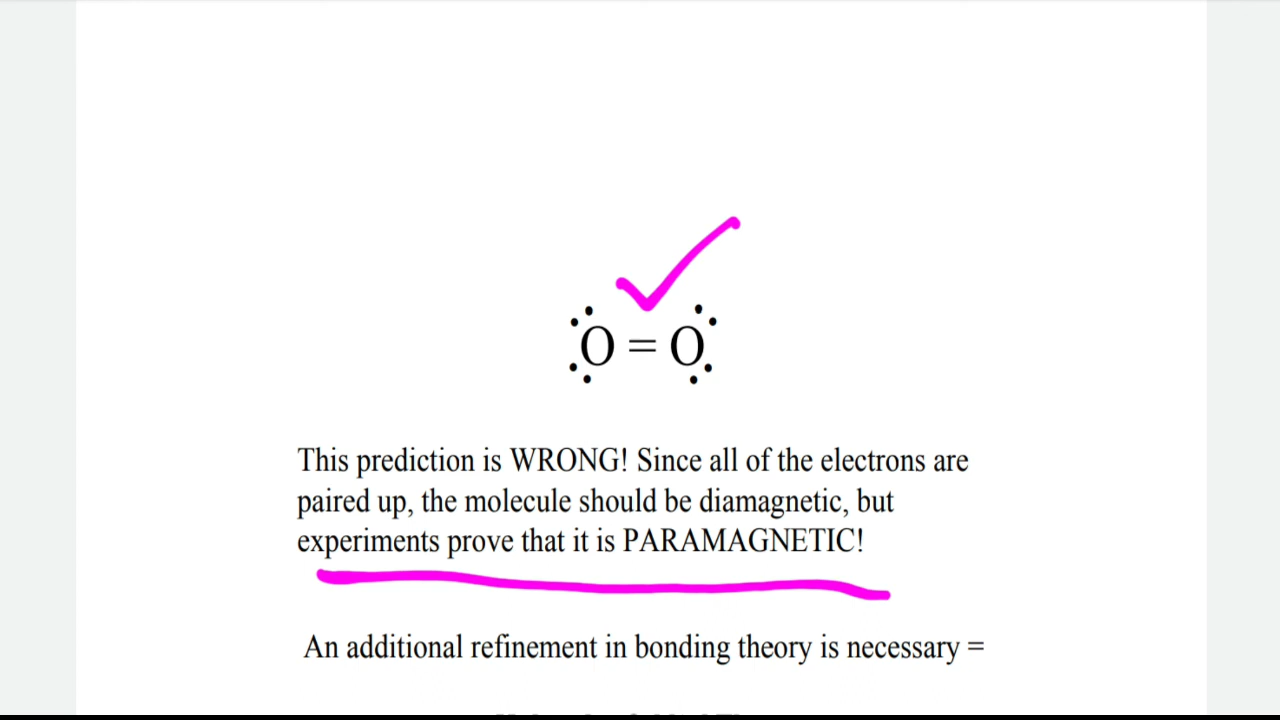 O = O
This prediction is WRONG! Since all of the electrons are
paired up, the molecule should be diamagnetic, but
experiments prove that it is PARAMAGNETIC!
An additional refinement in bonding theory is necessary =